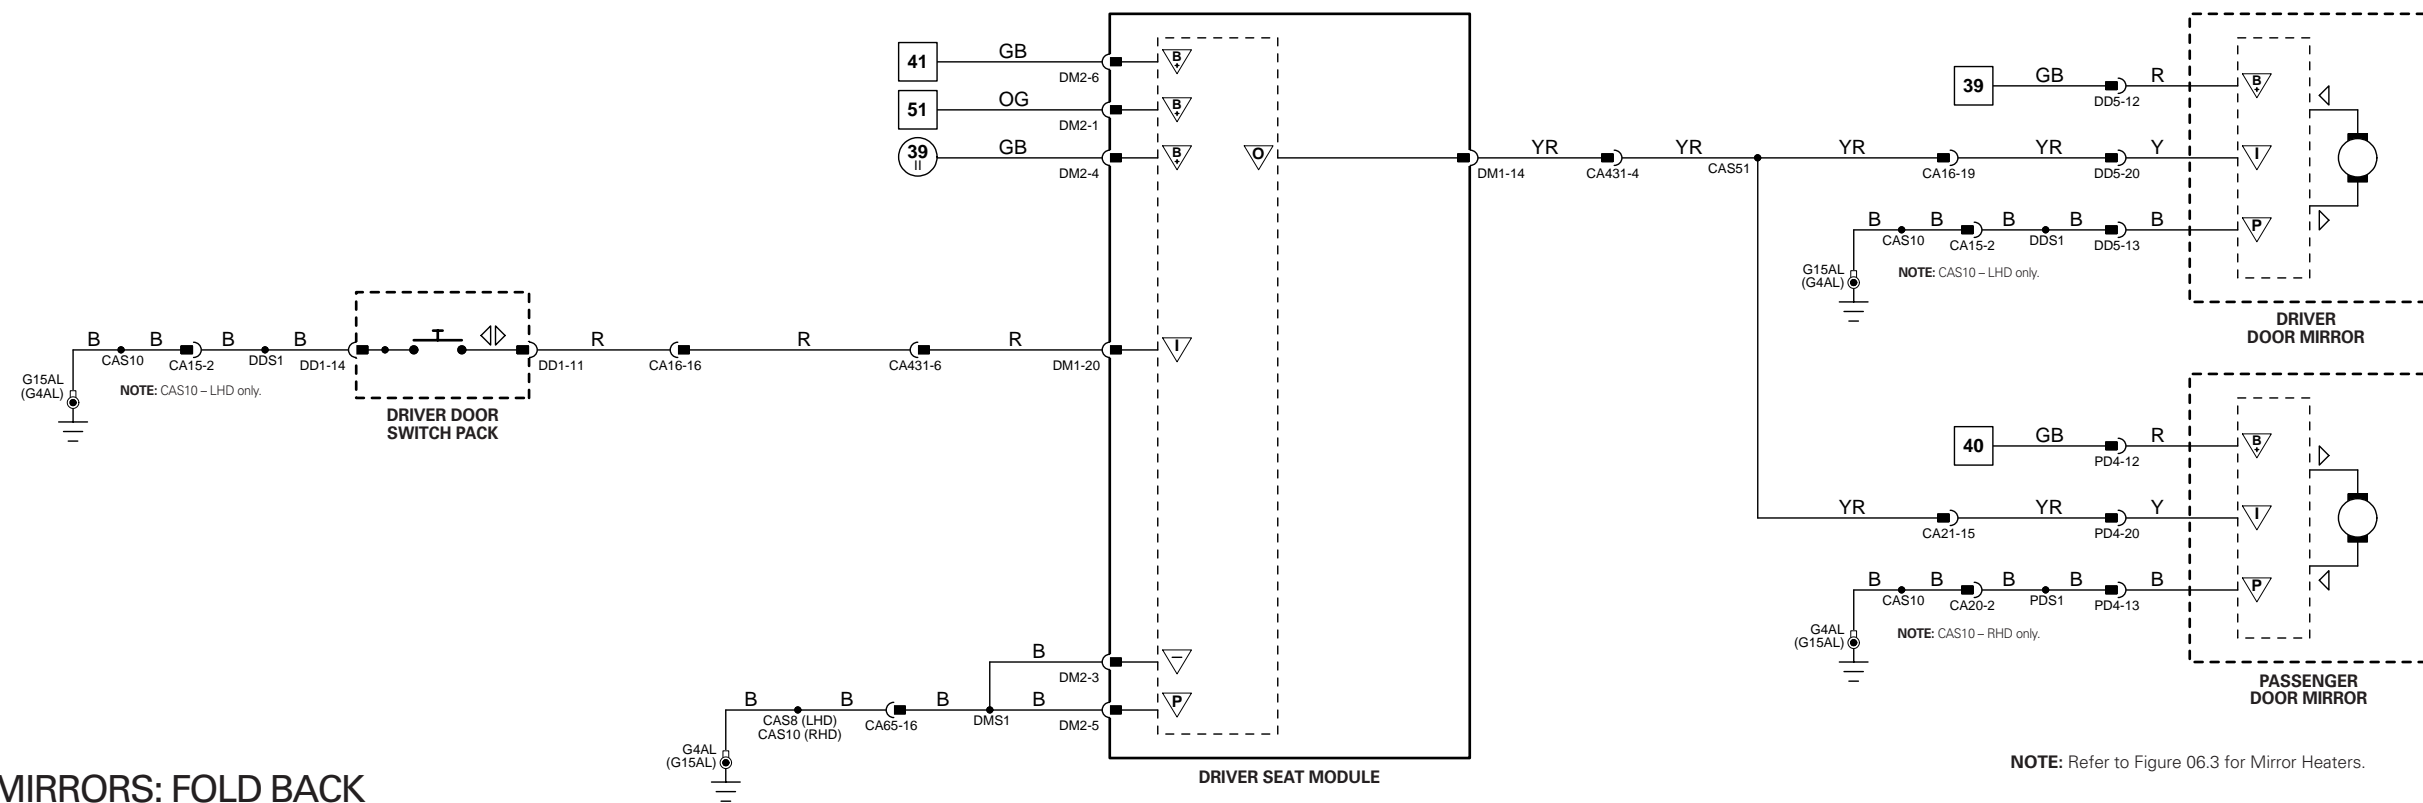 41 GB DM2-6 B+
51 OG DM2-1 B+
39 II GB DM2-4 B+
O DM1-14 YR CA431-4 YR CAS51 YR CA16-19 YR DD5-20 Y I
39 GB DD5-12 R B+
B CAS10 B CA15-2 B DDS1 B DD5-13 B P
G15AL
(G4AL)
NOTE: CAS10 – LHD only.
DRIVER
DOOR MIRROR
B CAS10 B CA15-2 B DDS1 B DD1-14
G15AL
(G4AL)
NOTE: CAS10 – LHD only.
DRIVER DOOR
SWITCH PACK
DD1-11 R CA16-16 R CA431-6 R DM1-20 I
40 GB PD4-12 R B+
YR CA21-15 YR PD4-20 Y I
B CAS10 B CA20-2 B PDS1 B PD4-13 B P
G4AL
(G15AL)
NOTE: CAS10 – RHD only.
PASSENGER
DOOR MIRROR
B DM2-3 –
B CAS8 (LHD) B CA65-16 B DMS1 B DM2-5 P
CAS10 (RHD)
G4AL
(G15AL)
DRIVER SEAT MODULE
NOTE: Refer to Figure 06.3 for Mirror Heaters.
MIRRORS: FOLD BACK